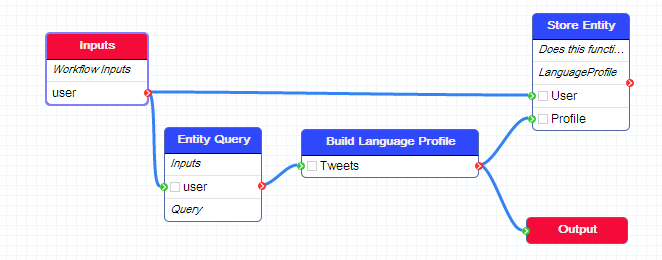 Inputs
Workflow Inputs
user
Entity Query
Inputs
user
Query
Build Language Profile
Tweets
Store Entity
Does this functi...
LanguageProfile
User
Profile
Output